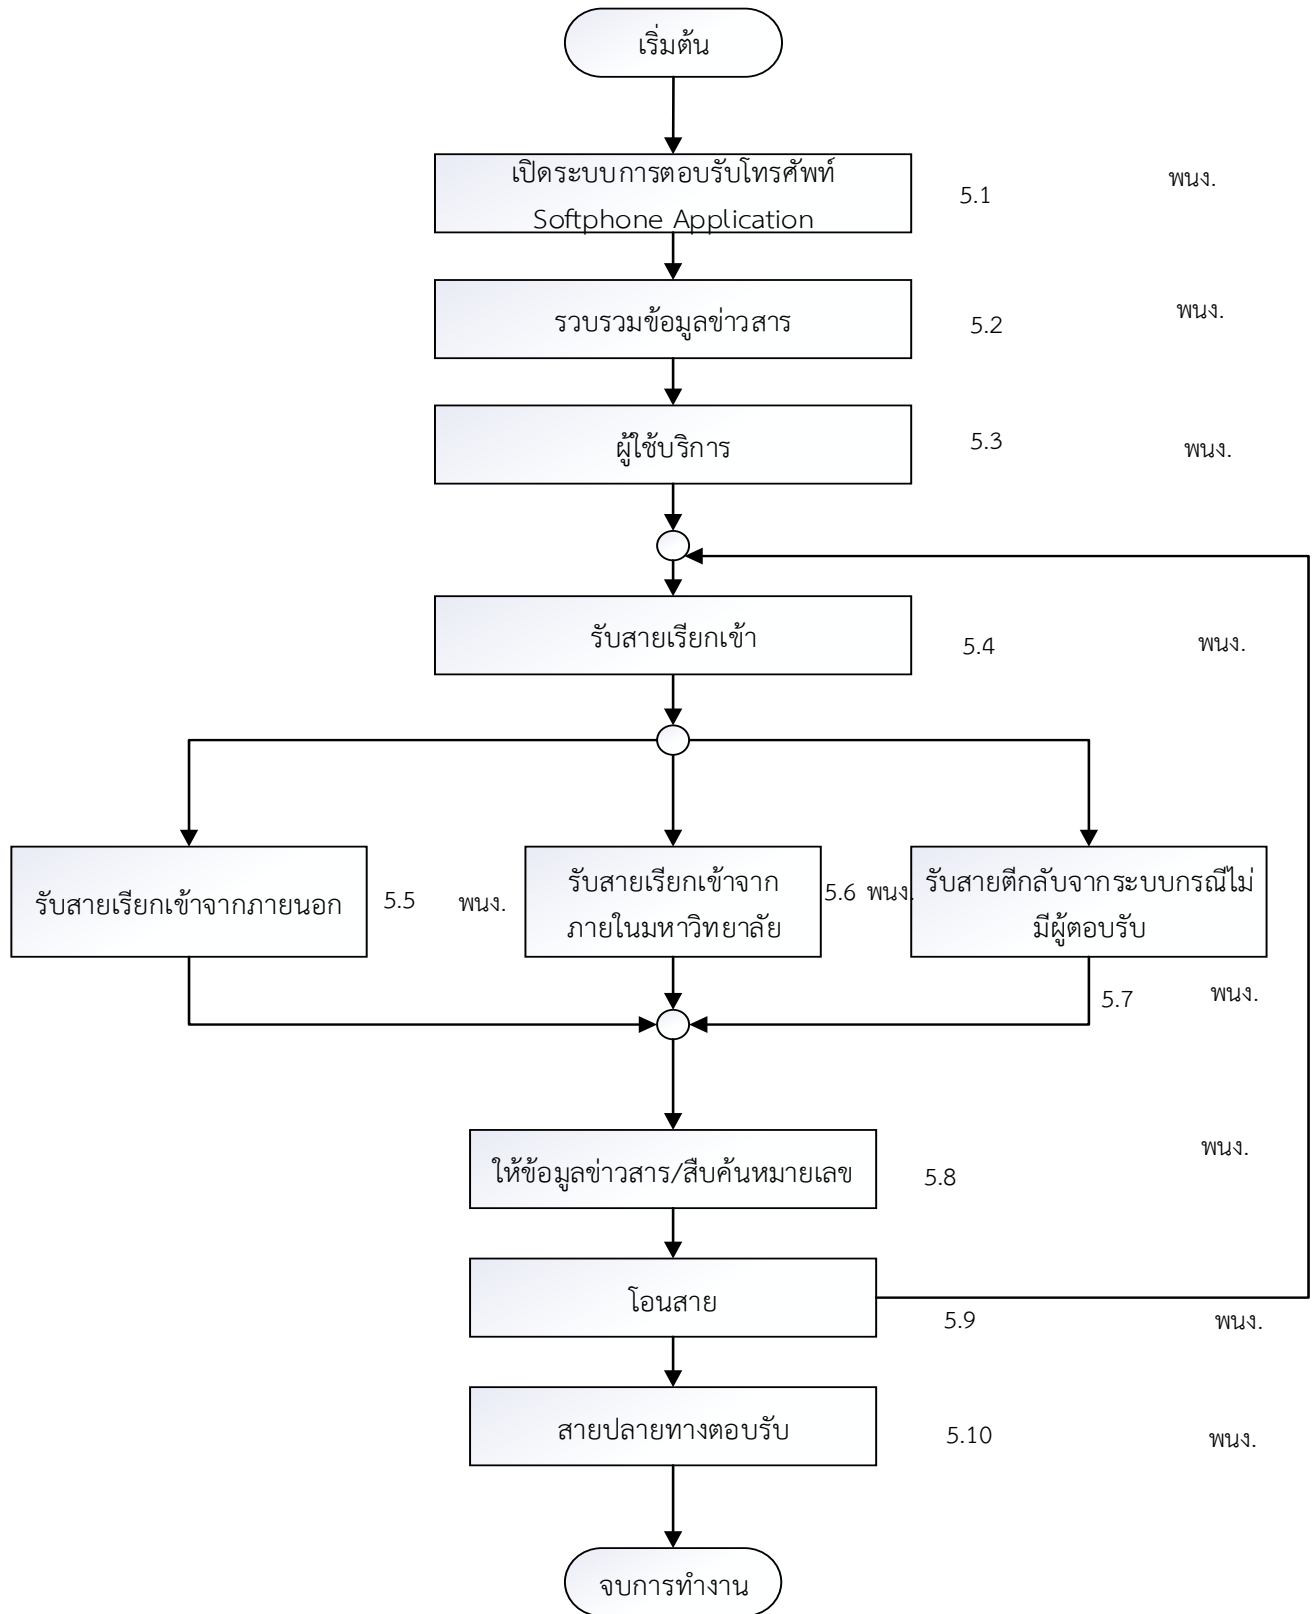 เริ่มต้น
เปิดระบบการตอบรับโทรศัพท์
Softphone Application
5.1
พนง.
รวบรวมข้อมูลข่าวสาร
5.2
พนง.
ผู้ใช้บริการ
5.3
พนง.
รับสายเรียกเข้า
5.4
พนง.
รับสายเรียกเข้าจากภายนอก
5.5
พนง.
รับสายเรียกเข้าจาก
ภายในมหาวิทยาลัย
5.6
พนง.
รับสายตีกลับจากระบบกรณีไม่
มีผู้ตอบรับ
5.7
พนง.
ให้ข้อมูลข่าวสาร/สืบค้นหมายเลข
5.8
พนง.
โอนสาย
5.9
พนง.
สายปลายทางตอบรับ
5.10
พนง.
จบการทำงาน